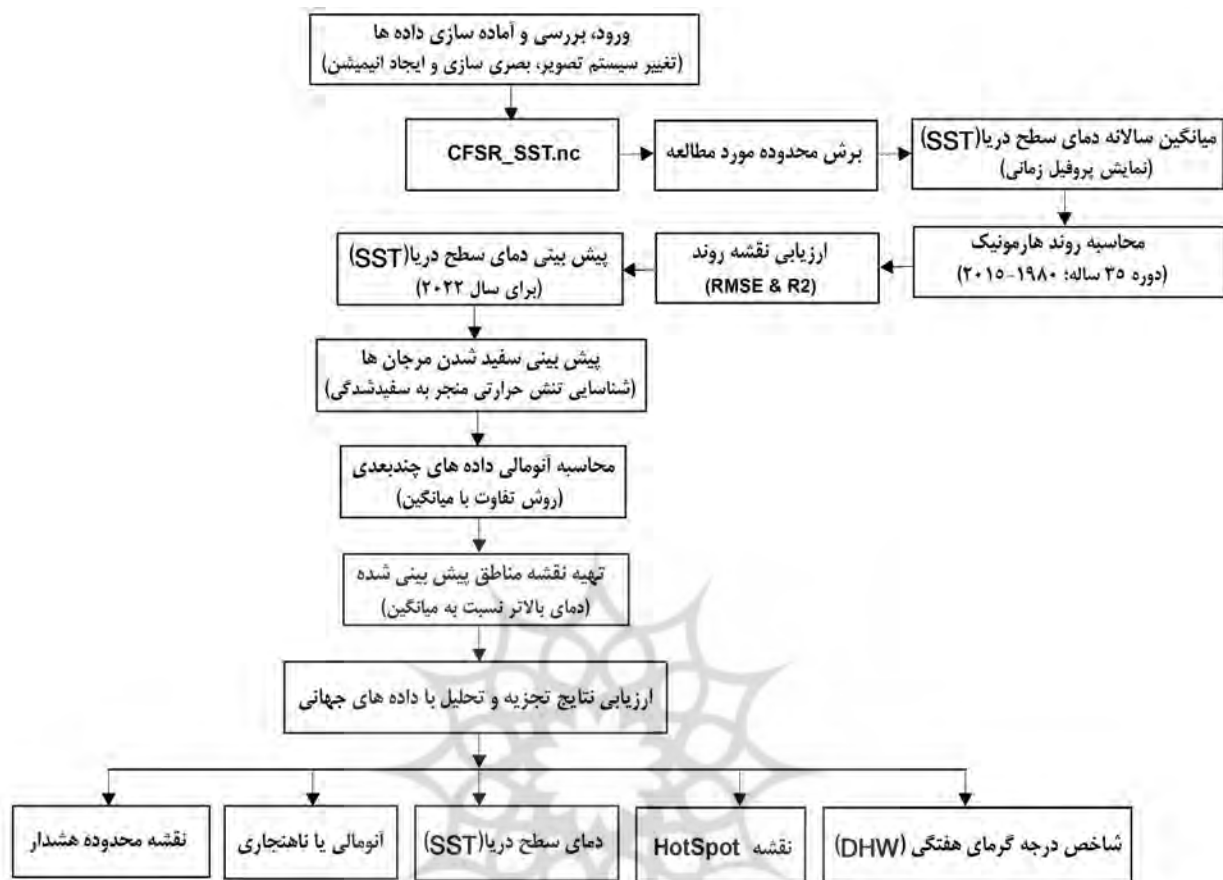 ورود، بررسی و آماده سازی داده ها
(تغییر سیستم تصویر، بصری سازی و ایجاد انیمیشن)
CFSR_SST.nc
برش محدوده مورد مطالعه
میانگین سالانه دمای سطح دریا(SST)
(نمایش پروفیل زمانی)
محاسبه روند هارمونیک
(دوره ۳۵ ساله؛ ۱۹۸۰-۲۰۱۵)
ارزیابی نقشه روند
(RMSE & R2)
پیش بینی دمای سطح دریا(SST)
(برای سال ۲۰۲۲)
پیش بینی سفید شدن مرجان ها
(شناسایی تنش حرارتی منجر به سفیدشدگی)
محاسبه آنومالی داده های چندبعدی
(روش تفاوت با میانگین)
تهیه نقشه مناطق پیش بینی شده
(دمای بالاتر نسبت به میانگین)
ارزیابی نتایج تجزیه و تحلیل با داده های جهانی
شاخص درجه گرمای هفتگی (DHW)
نقشه HotSpot
دمای سطح دریا(SST)
آنومالی یا ناهنجاری
نقشه محدوده هشدار